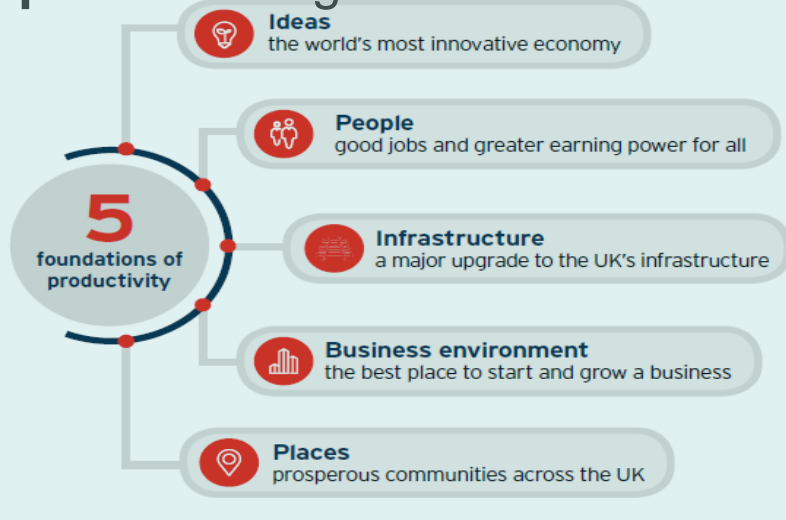 Ideas
the world's most innovative economy
People
good jobs and greater earning power for all
5
foundations of
productivity
Infrastructure
a major upgrade to the UK's infrastructure
Business environment
the best place to start and grow a business
Places
prosperous communities across the UK